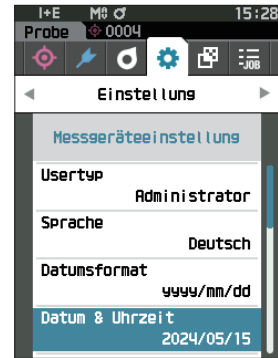 I+E M0 15:28
Probe 0004
-JOB
Einstellung
Messgeräteeinstellung
Usertyp
Administrator
Sprache
Deutsch
Datumsformat
yyyy/mm/dd
Datum & Uhrzeit
2024/05/15